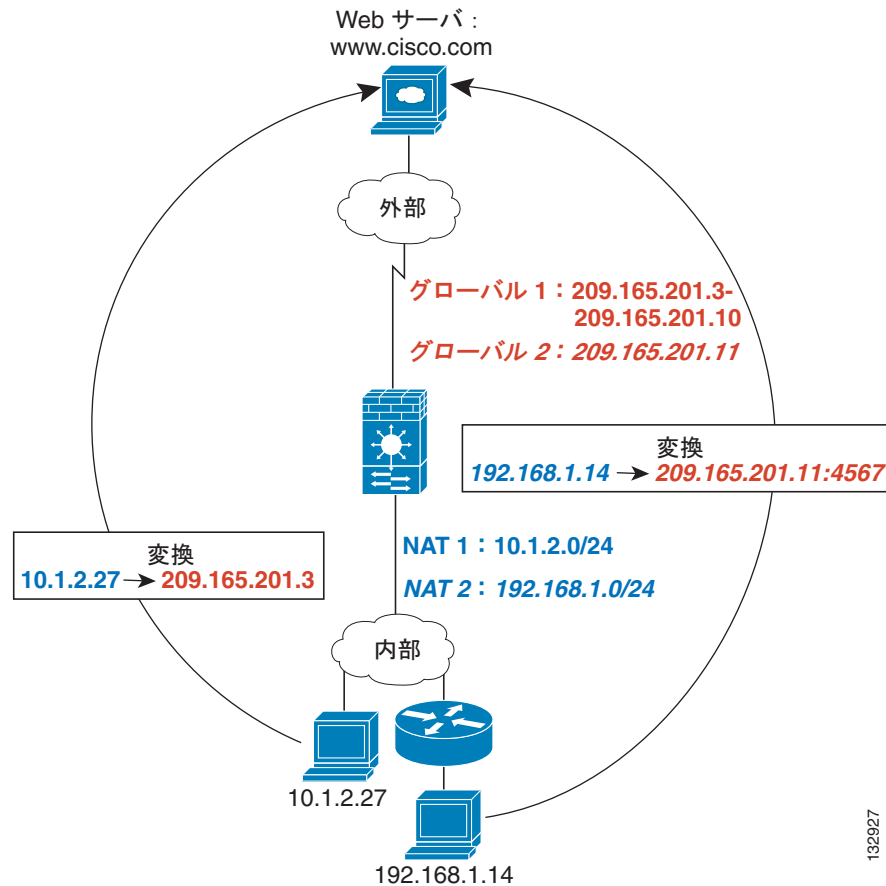 Web サーバ：
www.cisco.com
外部
グローバル 1：209.165.201.3-
209.165.201.10
グローバル 2：209.165.201.11
変換
192.168.1.14 → 209.165.201.11:4567
NAT 1：10.1.2.0/24
NAT 2：192.168.1.0/24
変換
10.1.2.27 → 209.165.201.3
内部
10.1.2.27
192.168.1.14
132927